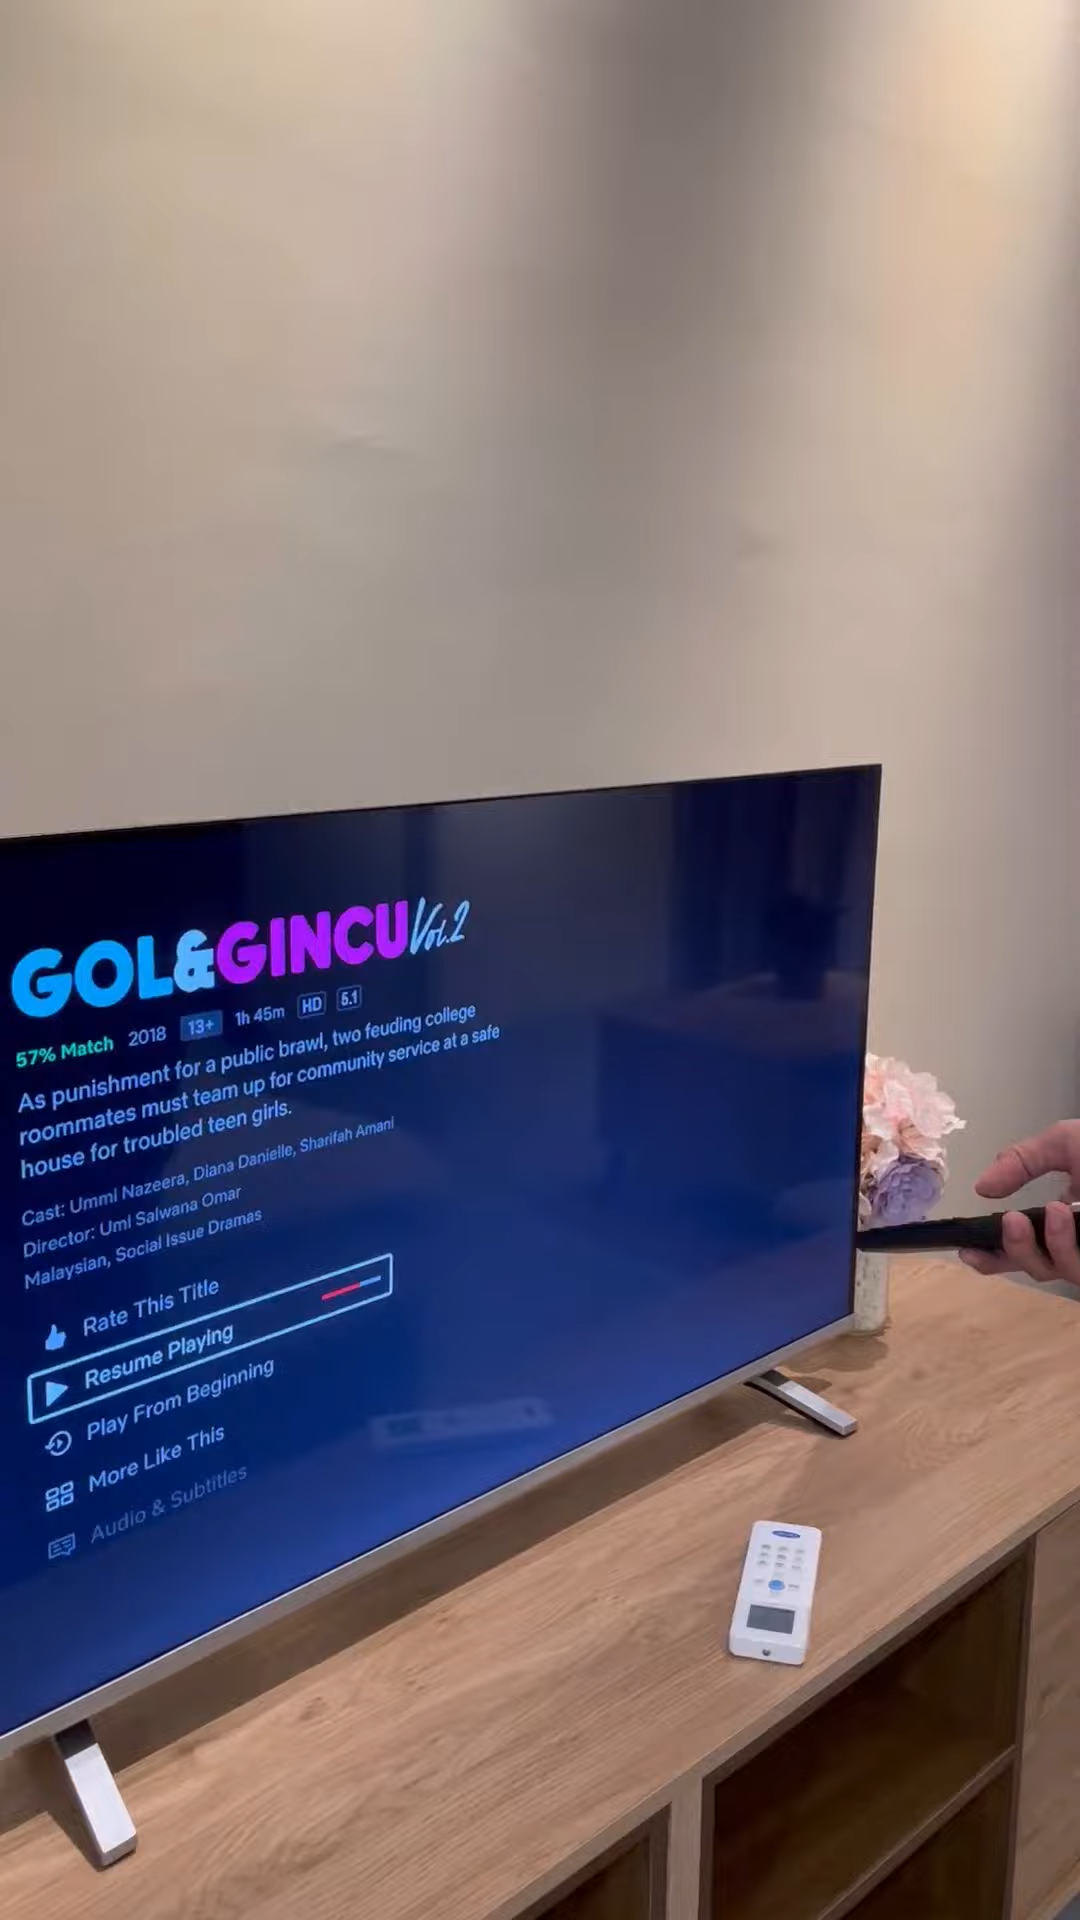 GOL&GINCU Vol.2
57% Match 2018 13+ 1h 45m HD 5.1
As punishment for a public brawl, two feuding college
roommates must team up for community service at a safe
house for troubled teen girls.
Cast: Ummi Nazeera, Diana Danielle, Sharifah Amani
Director: Umi Salwana Omar
Malaysian, Social Issue Dramas
Rate This Title
Resume Playing
Play From Beginning
More Like This
Audio & Subtitles